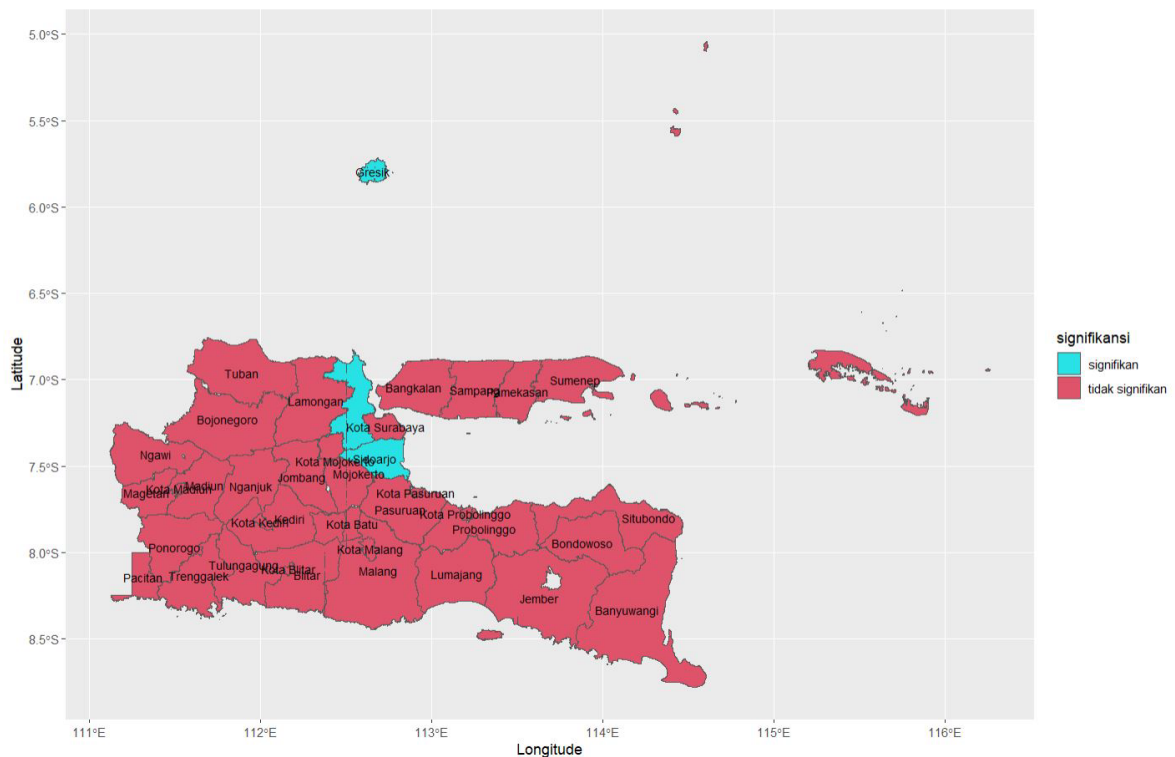 5.0°S
5.5°S
6.0°S
6.5°S
7.0°S
7.5°S
8.0°S
8.5°S
Latitude
Gresik
Tuban
Lamongan
Bojonegoro
Bangkalan
Sampang
Pamekasan
Sumenep
Kota Surabaya
Ngawi
Kota Mojokerto
Sidoarjo
Magetan
Kota Madiun
Madiun
Nganjuk
Jombang
Mojokerto
Kota Pasuruan
Pasuruan
Kota Kediri
Kediri
Kota Batu
Kota Probolinggo
Probolinggo
Situbondo
Bondowoso
Ponorogo
Kota Malang
Pacitan
Trenggalek
Tulungagung
Kota Blitar
Blitar
Malang
Lumajang
Jember
Banyuwangi
111°E
112°E
113°E
114°E
115°E
116°E
Longitude
signifikansi
signifikan
tidak signifikan